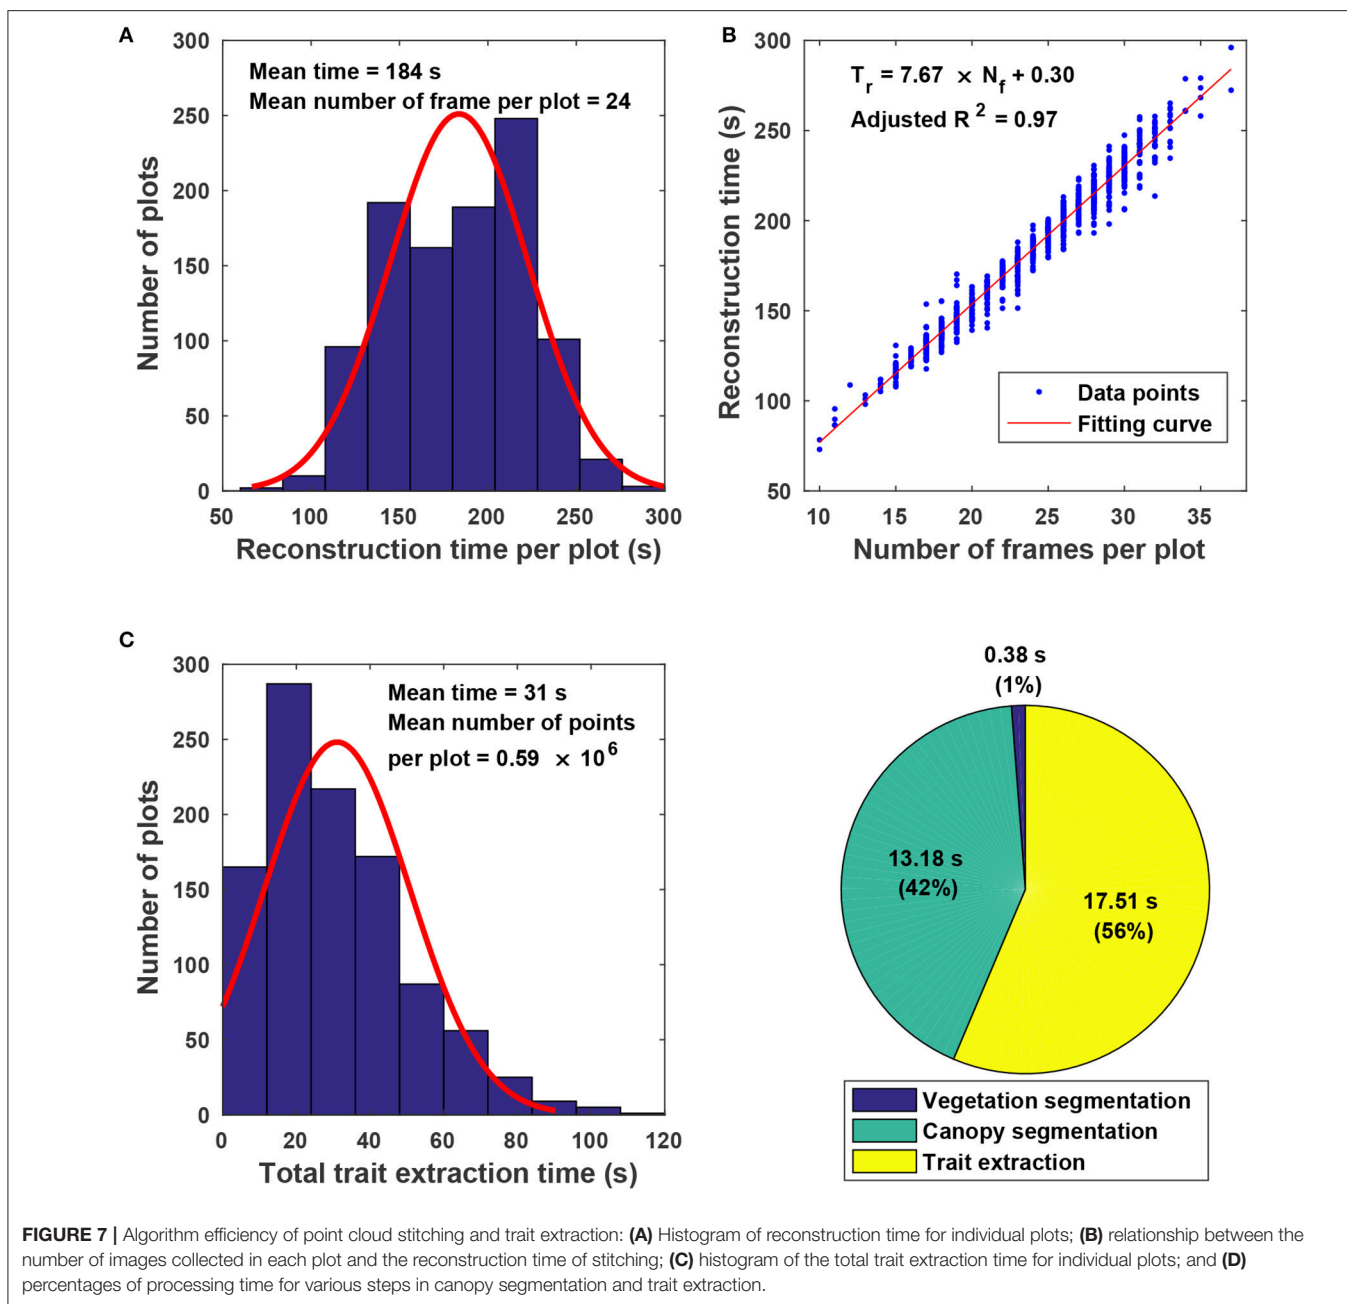 A
300
250
200
150
100
50
0
Number of plots
Mean time = 184 s
Mean number of frame per plot = 24
50 100 150 200 250 300
Reconstruction time per plot (s)
B
300
250
200
150
100
50
Reconstruction time (s)
T_r = 7.67 × N_f + 0.30
Adjusted R^2 = 0.97
Data points
Fitting curve
10 15 20 25 30 35
Number of frames per plot
C
300
250
200
150
100
50
0
Number of plots
Mean time = 31 s
Mean number of points
per plot = 0.59 × 10^6
0 20 40 60 80 100 120
Total trait extraction time (s)
0.38 s
(1%)
13.18 s
(42%)
17.51 s
(56%)
Vegetation segmentation
Canopy segmentation
Trait extraction
FIGURE 7 | Algorithm efficiency of point cloud stitching and trait extraction: (A) Histogram of reconstruction time for individual plots; (B) relationship between the
number of images collected in each plot and the reconstruction time of stitching; (C) histogram of the total trait extraction time for individual plots; and (D)
percentages of processing time for various steps in canopy segmentation and trait extraction.